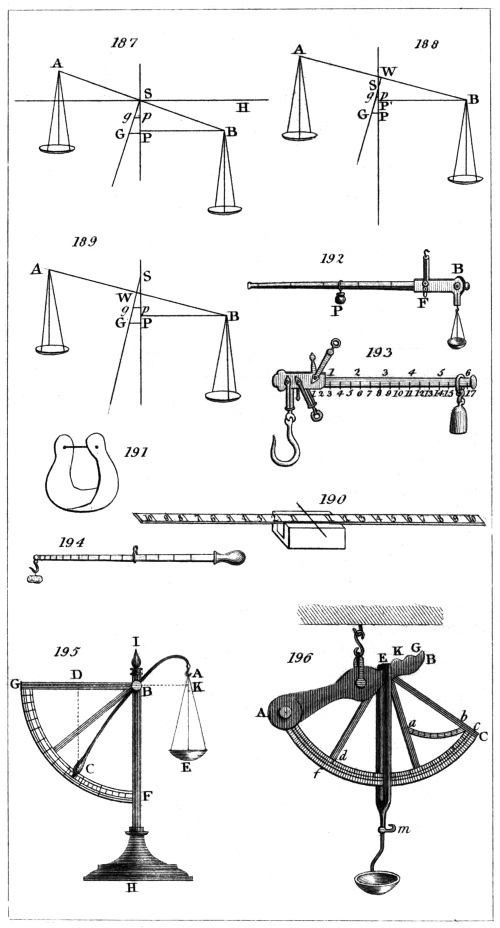 187
A
S
H
g p
G P
B
188
A
W
S
g p
P'
G P
B
189
A
S
W
g p
G P
B
192
B
P
F
193
1 2 3 4 5 6
1 2 3 4 5 6 7 8 9 10 11 12 13 14 15 17
191
190
194
195
I
D
G
A
B K
C
E
F
H
196
E K G B
A
a b c
C
d
f
m